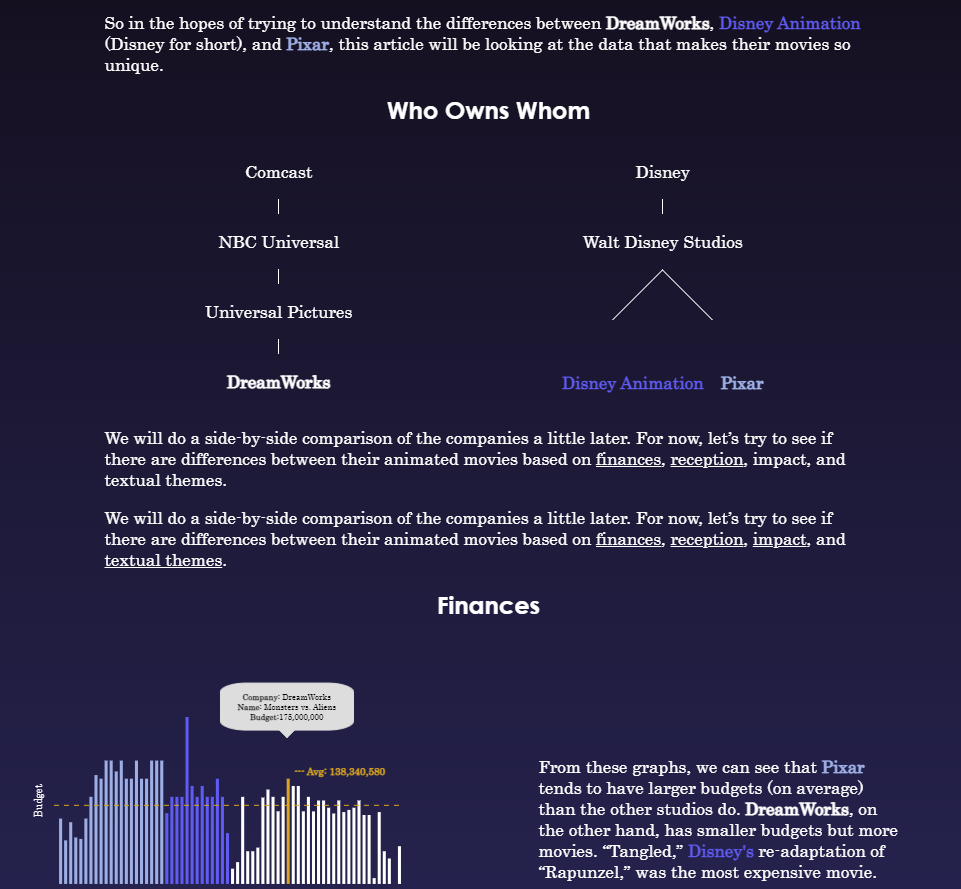 So in the hopes of trying to understand the differences between DreamWorks, Disney Animation
(Disney for short), and Pixar, this article will be looking at the data that makes their movies so
unique.
Who Owns Whom
Comcast
Disney
NBC Universal
Walt Disney Studios
Universal Pictures
DreamWorks
Disney Animation
Pixar
We will do a side-by-side comparison of the companies a little later. For now, let's try to see if
there are differences between their animated movies based on finances, reception, impact, and
textual themes.
We will do a side-by-side comparison of the companies a little later. For now, let's try to see if
there are differences between their animated movies based on finances, reception, impact, and
textual themes.
Finances
Company: DreamWorks
Name: Monsters vs. Aliens
Budget:175,000,000
--- Avg: 138,340,580
Budget
From these graphs, we can see that Pixar
tends to have larger budgets (on average)
than the other studios do. DreamWorks, on
the other hand, has smaller budgets but more
movies. “Tangled,” Disney's re-adaptation of
“Rapunzel,” was the most expensive movie.